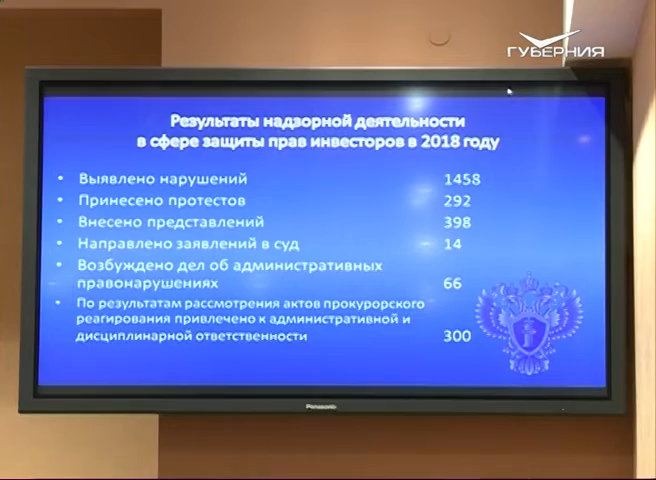 ГУБЕРНИЯ
Результаты надзорной деятельности
в сфере защиты прав инвесторов в 2018 году
• Выявлено нарушений 1458
• Принесено протестов 292
• Внесено представлений 398
• Направлено заявлений в суд 14
• Возбуждено дел об административных
правонарушениях 66
• По результатам рассмотрения актов прокурорского
реагирования привлечено к административной и
дисциплинарной ответственности 300
Panasonic